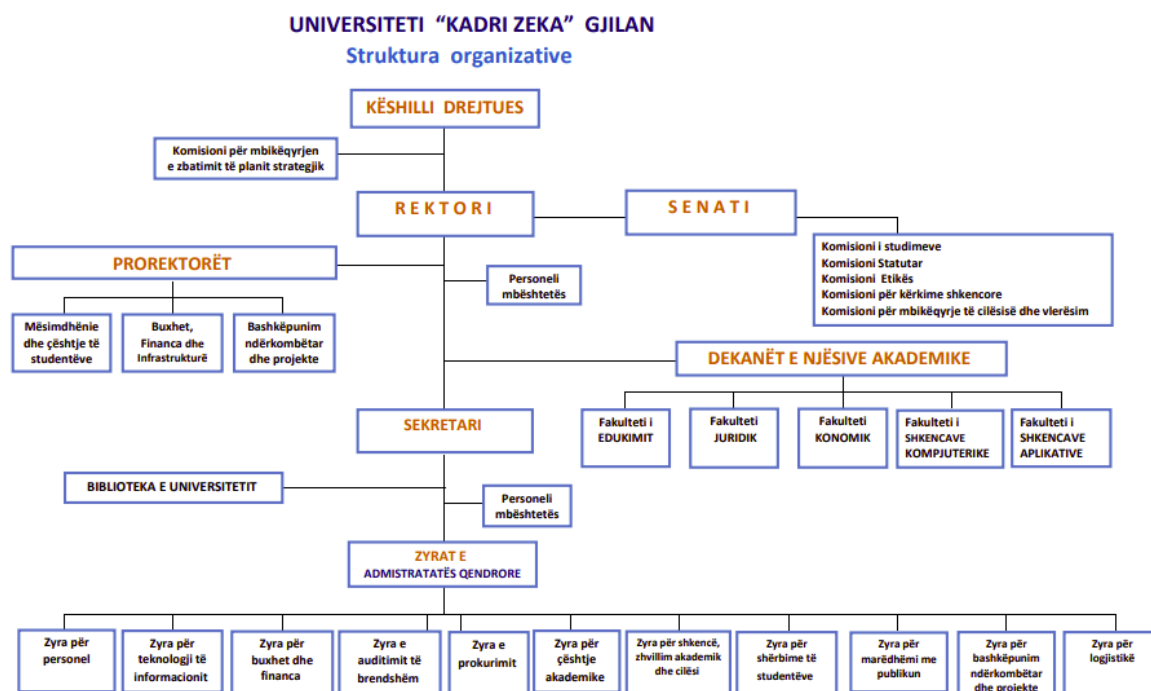 UNIVERSITETI “KADRI ZEKA” GJILAN
Struktura organizative
KËSHILLI DREJTUES
Komisioni për mbikëqyrjen
e zbatimit të planit strategjik
REKTORI
SENATI
Komisioni i studimeve
Komisioni Statutar
Komisioni Etikës
Komisioni për kërkime shkencore
Komisioni për mbikëqyrje të cilësisë dhe vlerësim
PROREKTORËT
Personeli
mbështetës
Mësimdhënie
dhe çështje të
studentëve
Buxhet,
Financa dhe
Infrastrukturë
Bashkëpunim
ndërkombëtar
dhe projekte
DEKANËT E NJËSIVE AKADEMIKE
Fakulteti i
EDUKIMIT
Fakulteti
JURIDIK
Fakulteti
KONOMIK
Fakulteti i
SHKENCAVE
KOMPJUTERIKE
Fakulteti i
SHKENCAVE
APLIKATIVE
SEKRETARI
BIBLIOTEKA E UNIVERSITETIT
Personeli
mbështetës
ZYRAT E
ADMISTRATATËS QENDRORE
Zyra për
personel
Zyra për
teknologji të
informacionit
Zyra për
buxhet dhe
financa
Zyra e
auditimit të
brendshëm
Zyra e
prokurimit
Zyra për
çështje
akademike
Zyra për shkencë,
zhvillim akademik
dhe cilësi
Zyra për
shërbime të
studentëve
Zyra për
marëdhëmi me
publikun
Zyra për
bashkëpunim
ndërkombëtar
dhe projekte
Zyra për
logjistikë